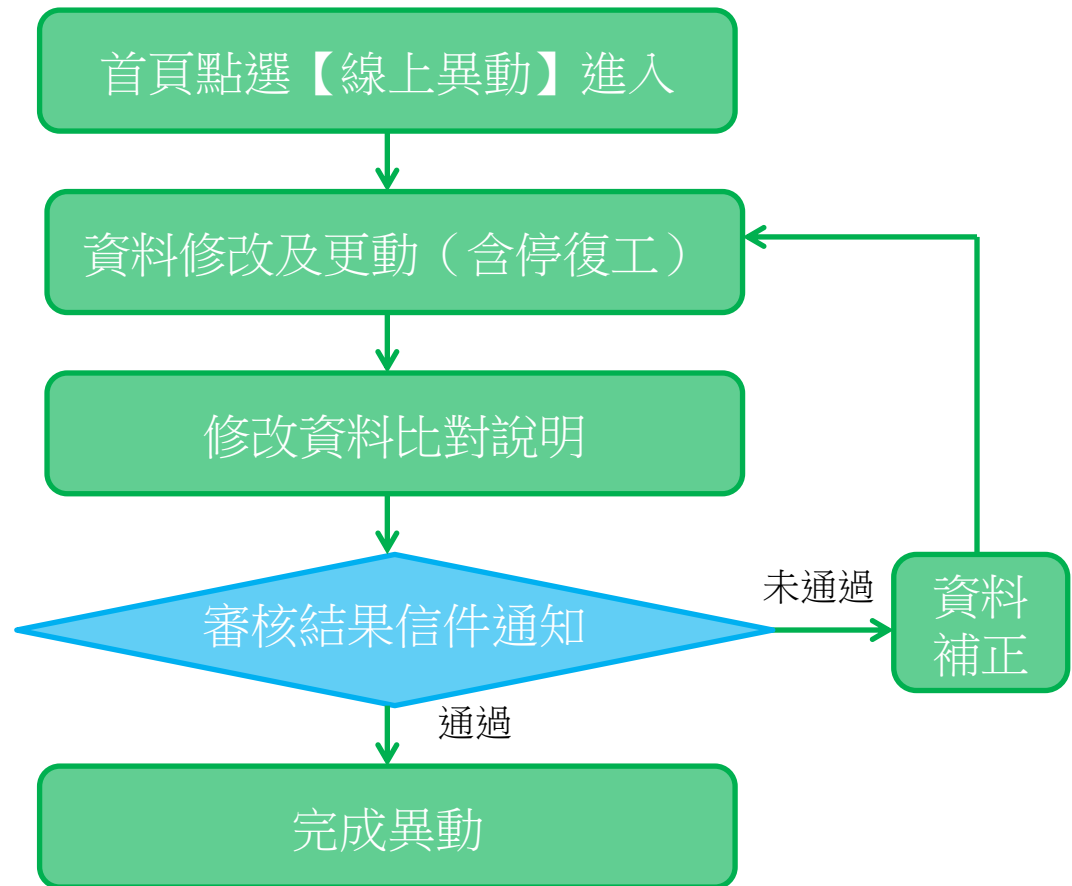 首頁點選【線上異動】進入
資料修改及更動（含停復工）
修改資料比對說明
審核結果信件通知
未通過
資料
補正
通過
完成異動